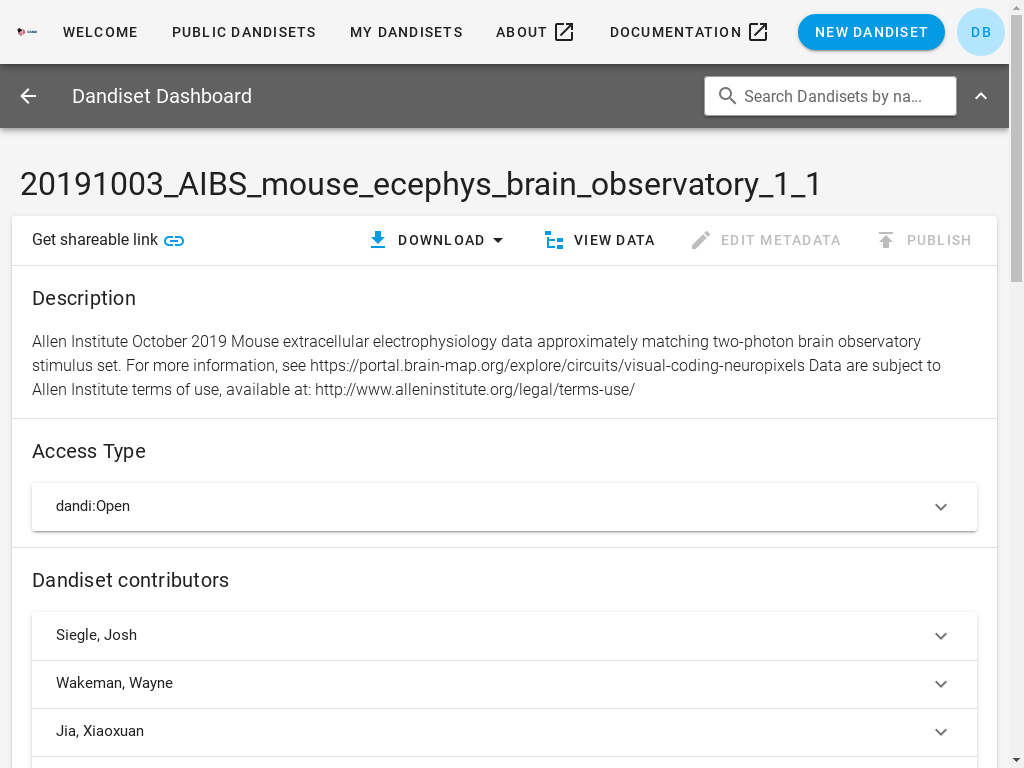 WELCOME PUBLIC DANDISETS MY DANDISETS ABOUT DOCUMENTATION NEW DANDISET DB
Dandiset Dashboard Search Dandisets by na...
20191003_AIBS_mouse_ecephys_brain_observatory_1_1
Get shareable link DOWNLOAD VIEW DATA EDIT METADATA PUBLISH
Description
Allen Institute October 2019 Mouse extracellular electrophysiology data approximately matching two-photon brain observatory
stimulus set. For more information, see https://portal.brain-map.org/explore/circuits/visual-coding-neuropixels Data are subject to
Allen Institute terms of use, available at: http://www.alleninstitute.org/legal/terms-use/
Access Type
dandi:Open
Dandiset contributors
Siegle, Josh
Wakeman, Wayne
Jia, Xiaoxuan